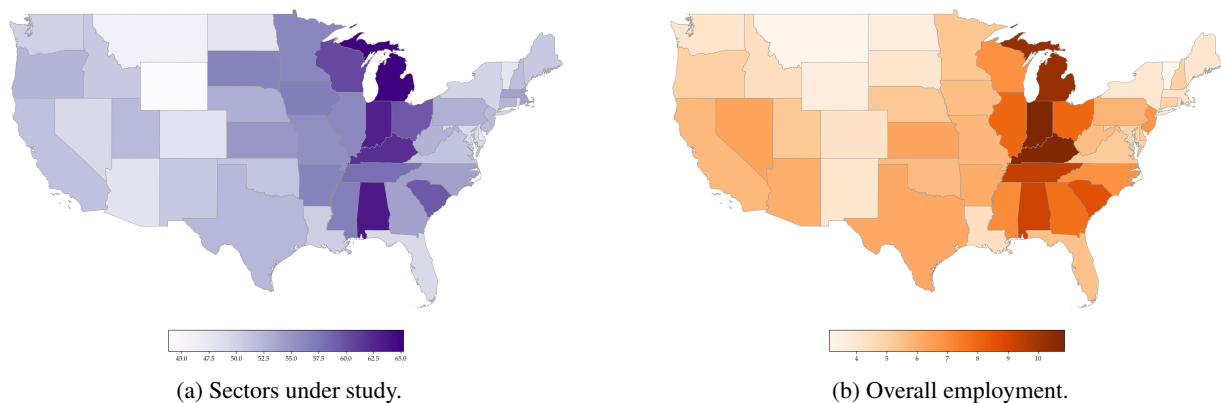 45.0 47.5 50.0 52.5 55.0 57.5 60.0 62.5 65.0
(a) Sectors under study.
4 5 6 7 8 9 10
(b) Overall employment.